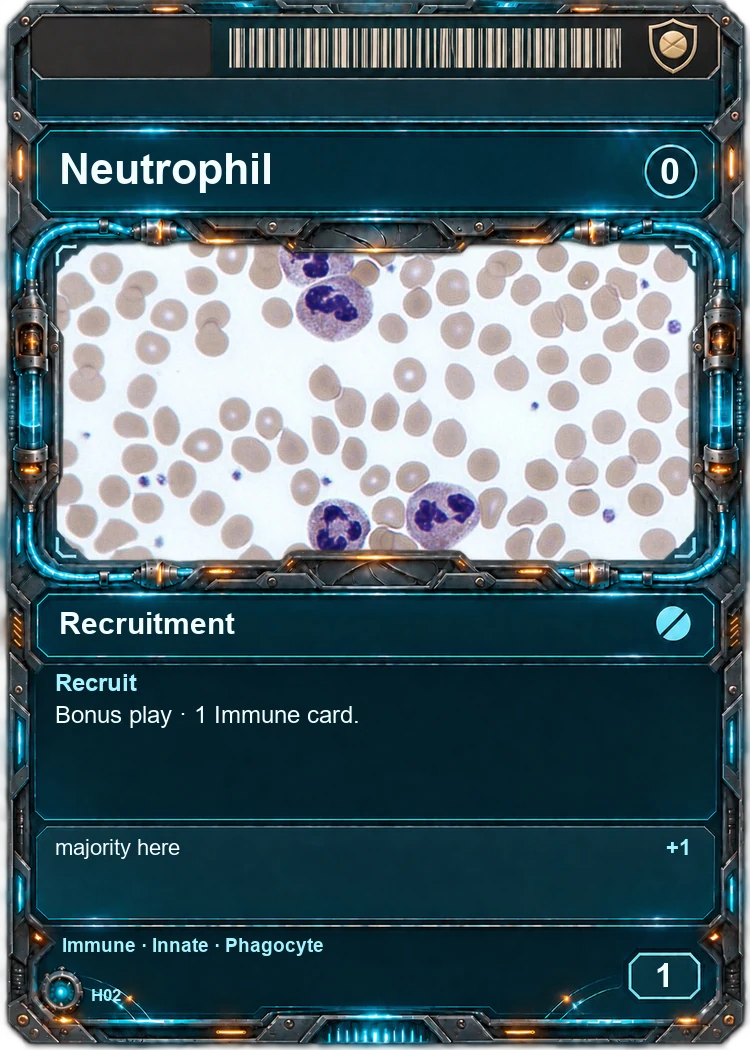 Neutrophil
0
Recruitment
Recruit
Bonus play · 1 Immune card.
majority here
+1
Immune · Innate · Phagocyte
H02
1